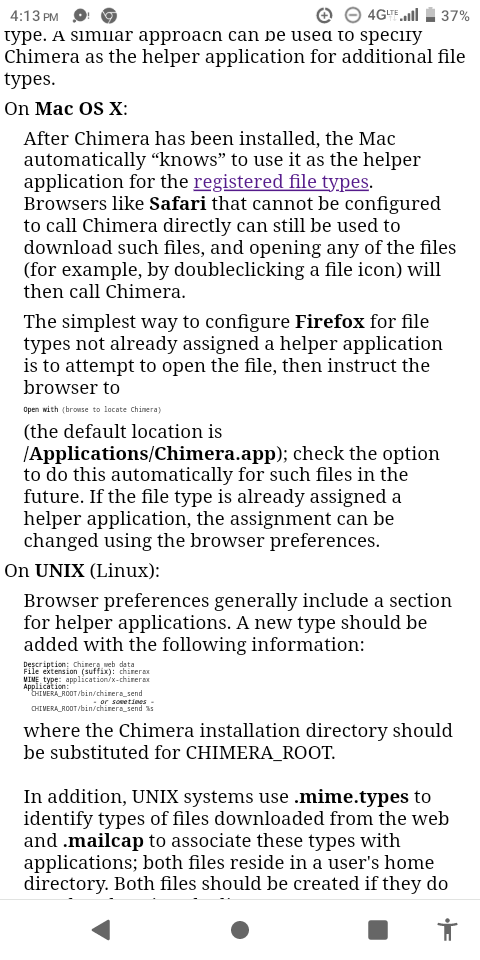 4:13 PM 4G LTE 37%
type. A similar approach can be used to specify
Chimera as the helper application for additional file
types.
On Mac OS X:
After Chimera has been installed, the Mac
automatically “knows” to use it as the helper
application for the registered file types.
Browsers like Safari that cannot be configured
to call Chimera directly can still be used to
download such files, and opening any of the files
(for example, by doubleclicking a file icon) will
then call Chimera.
The simplest way to configure Firefox for file
types not already assigned a helper application
is to attempt to open the file, then instruct the
browser to
Open with (browse to locate Chimera)
(the default location is
/Applications/Chimera.app); check the option
to do this automatically for such files in the
future. If the file type is already assigned a
helper application, the assignment can be
changed using the browser preferences.
On UNIX (Linux):
Browser preferences generally include a section
for helper applications. A new type should be
added with the following information:
Description: Chimera web data
File extension (suffix): chimerax
MIME type: application/x-chimerax
Application:
CHIMERA_ROOT/bin/chimera_send
- or sometimes -
CHIMERA_ROOT/bin/chimera_send %s
where the Chimera installation directory should
be substituted for CHIMERA_ROOT.
In addition, UNIX systems use .mime.types to
identify types of files downloaded from the web
and .mailcap to associate these types with
applications; both files reside in a user's home
directory. Both files should be created if they do